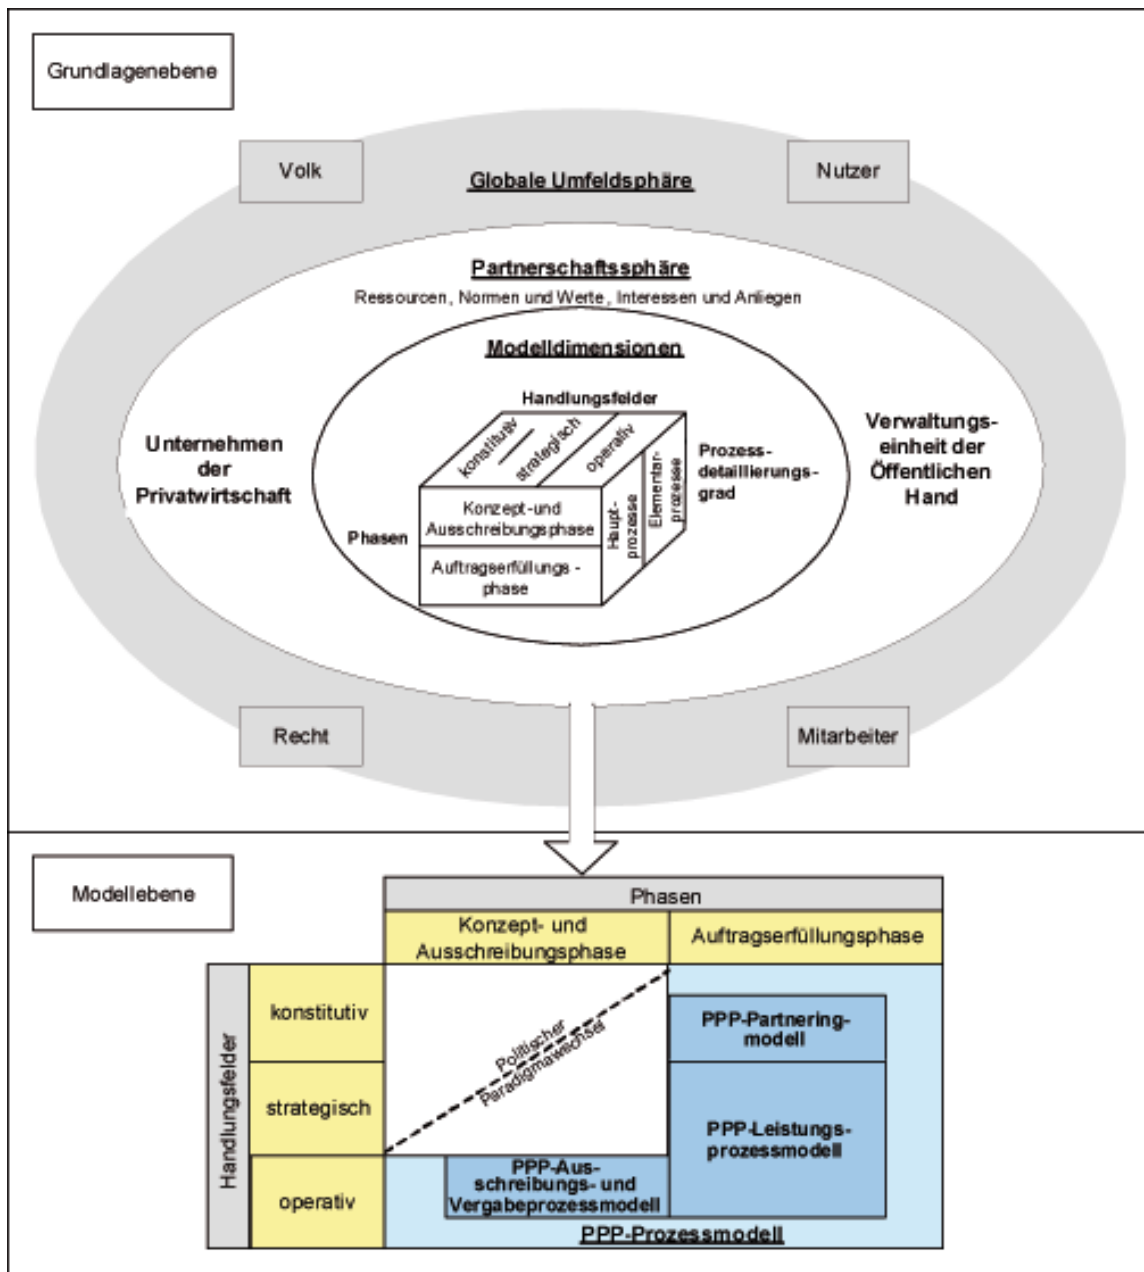 Grundlagenebene
Volk
Nutzer
Globale Umfeldsphäre
Partnerschaftssphäre
Ressourcen, Normen und Werte, Interessen und Anliegen
Modelldimensionen
Handlungsfelder
konstitutiv
strategisch
operativ
Unternehmen
der
Privatwirtschaft
Verwaltungs-
einheit der
Öffentlichen
Hand
Prozess-
detaillierungs-
grad
Phasen
Konzept-und
Ausschreibungsphase
Auftragserfüllungs -
phase
Haupt-
prozesse
Elementar-
prozesse
Recht
Mitarbeiter
Modellebene
Phasen
Konzept- und
Ausschreibungsphase
Auftragserfüllungsphase
Handlungsfelder
konstitutiv
strategisch
operativ
Politischer
Paradigmawechsel
PPP-Partnering-
modell
PPP-Leistungs-
prozessmodell
PPP-Aus-
schreibungs- und
Vergabeprozessmodell
PPP-Prozessmodell